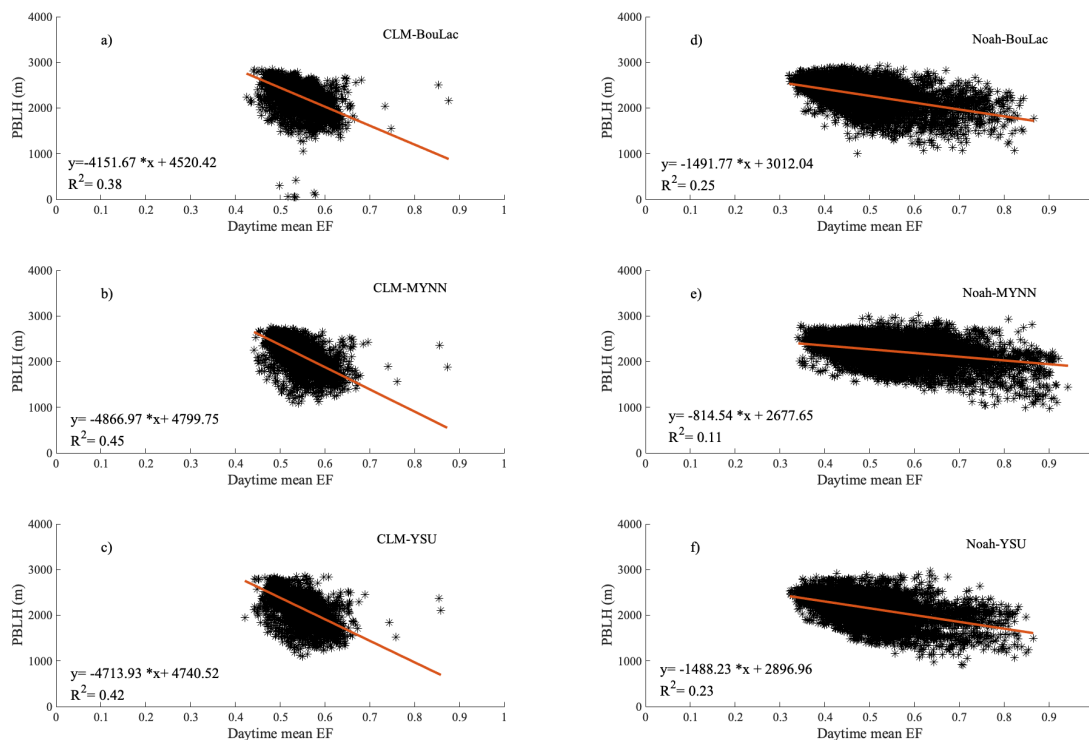 4000
a)
CLM-BouLac
3000
PBLH (m)
2000
1000
y=-4151.67 *x + 4520.42
R²= 0.38
0
0 0.1 0.2 0.3 0.4 0.5 0.6 0.7 0.8 0.9 1
Daytime mean EF
4000
d)
Noah-BouLac
3000
PBLH (m)
2000
1000
y= -1491.77 *x + 3012.04
R²= 0.25
0
0 0.1 0.2 0.3 0.4 0.5 0.6 0.7 0.8 0.9
Daytime mean EF
4000
b)
CLM-MYNN
3000
PBLH (m)
2000
1000
y= -4866.97 *x+ 4799.75
R²= 0.45
0
0 0.1 0.2 0.3 0.4 0.5 0.6 0.7 0.8 0.9 1
Daytime mean EF
4000
e)
Noah-MYNN
3000
PBLH (m)
2000
1000
y= -814.54 *x + 2677.65
R²= 0.11
0
0 0.1 0.2 0.3 0.4 0.5 0.6 0.7 0.8 0.9
Daytime mean EF
4000
c)
CLM-YSU
3000
PBLH (m)
2000
1000
y= -4713.93 *x + 4740.52
R²= 0.42
0
0 0.1 0.2 0.3 0.4 0.5 0.6 0.7 0.8 0.9 1
Daytime mean EF
4000
f)
Noah-YSU
3000
PBLH (m)
2000
1000
y= -1488.23 *x + 2896.96
R²= 0.23
0
0 0.1 0.2 0.3 0.4 0.5 0.6 0.7 0.8 0.9
Daytime mean EF